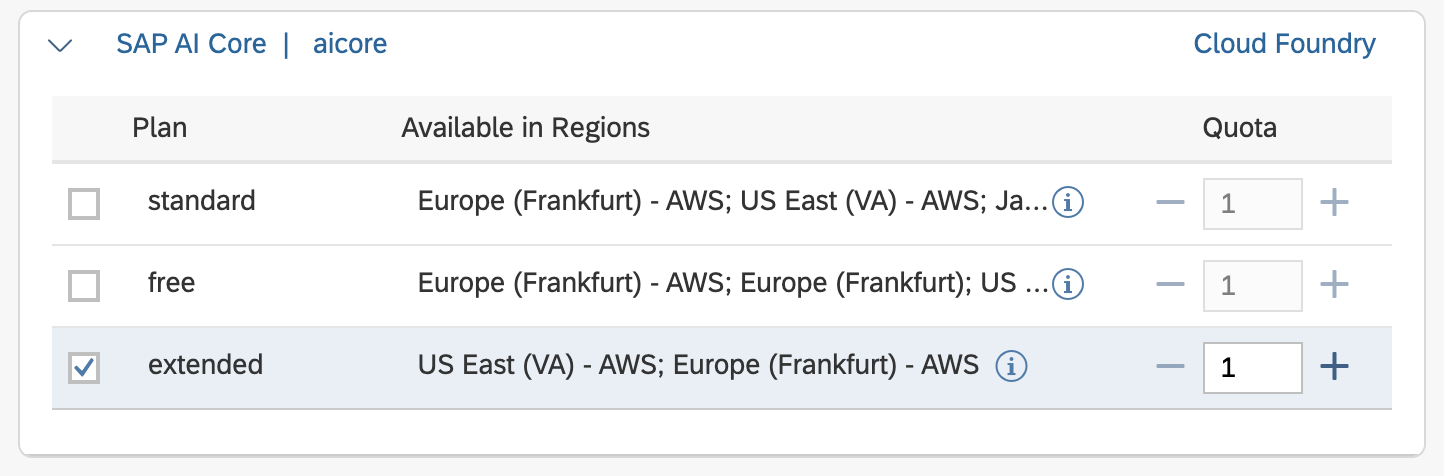 SAP AI Core | aicore Cloud Foundry
Plan Available in Regions Quota
standard Europe (Frankfurt) - AWS; US East (VA) - AWS; Ja... 1
free Europe (Frankfurt) - AWS; Europe (Frankfurt); US ... 1
extended US East (VA) - AWS; Europe (Frankfurt) - AWS 1